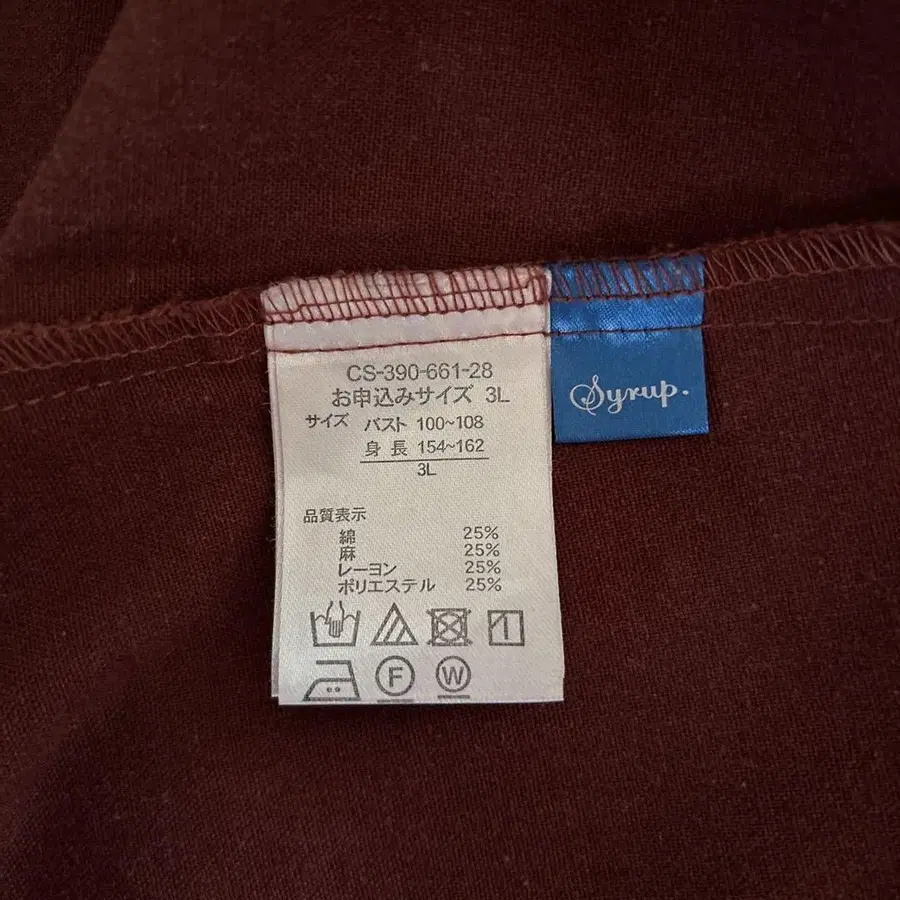 CS-390-661-28
お申込みサイズ 3L
サイズ バスト 100~108
身長 154~162
3L
品質表示
綿 25%
麻 25%
レーヨン 25%
ポリエステル 25%
F W
Syrup.